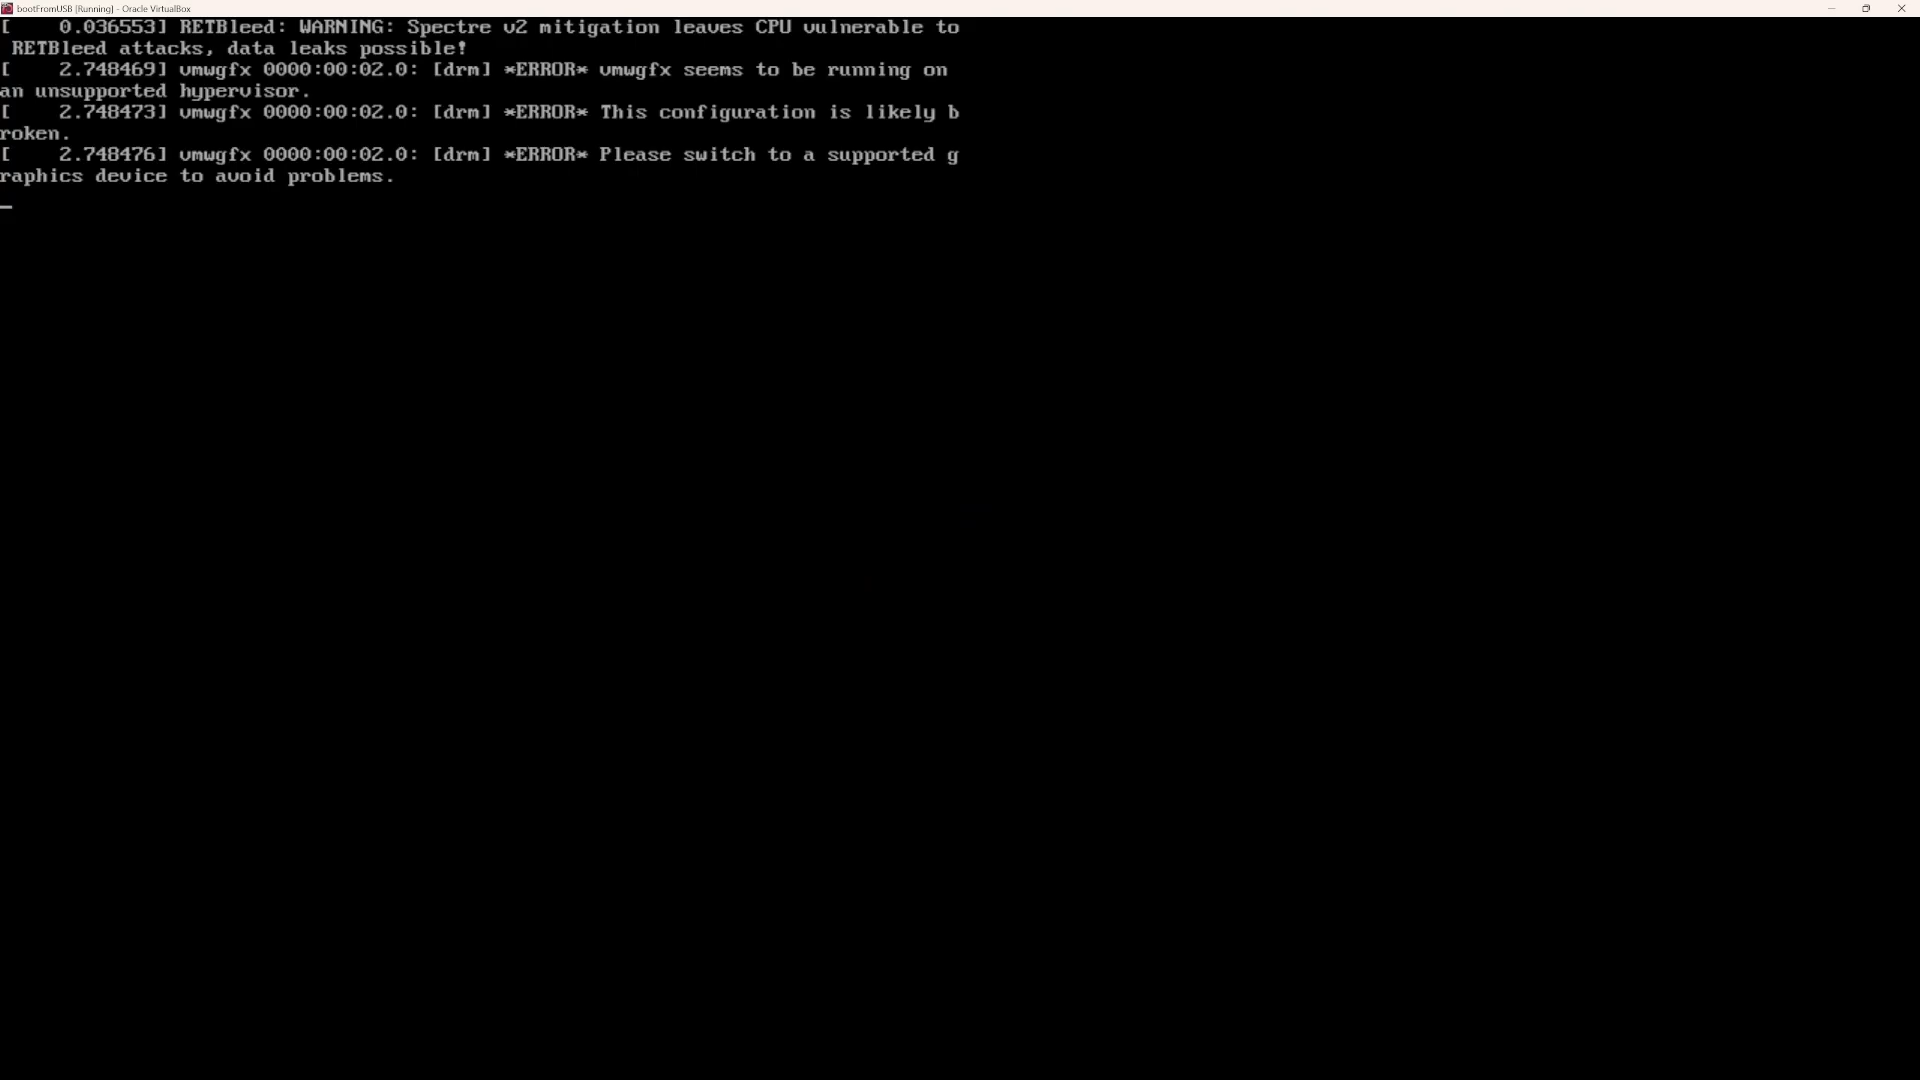 bootFromUSB [Running] - Oracle VirtualBox
[    0.036553] RETBleed: WARNING: Spectre v2 mitigation leaves CPU vulnerable to
 RETBleed attacks, data leaks possible!
[    2.748469] vmwgfx 0000:00:02.0: [drm] *ERROR* vmwgfx seems to be running on
an unsupported hypervisor.
[    2.748473] vmwgfx 0000:00:02.0: [drm] *ERROR* This configuration is likely b
roken.
[    2.748476] vmwgfx 0000:00:02.0: [drm] *ERROR* Please switch to a supported g
raphics device to avoid problems.